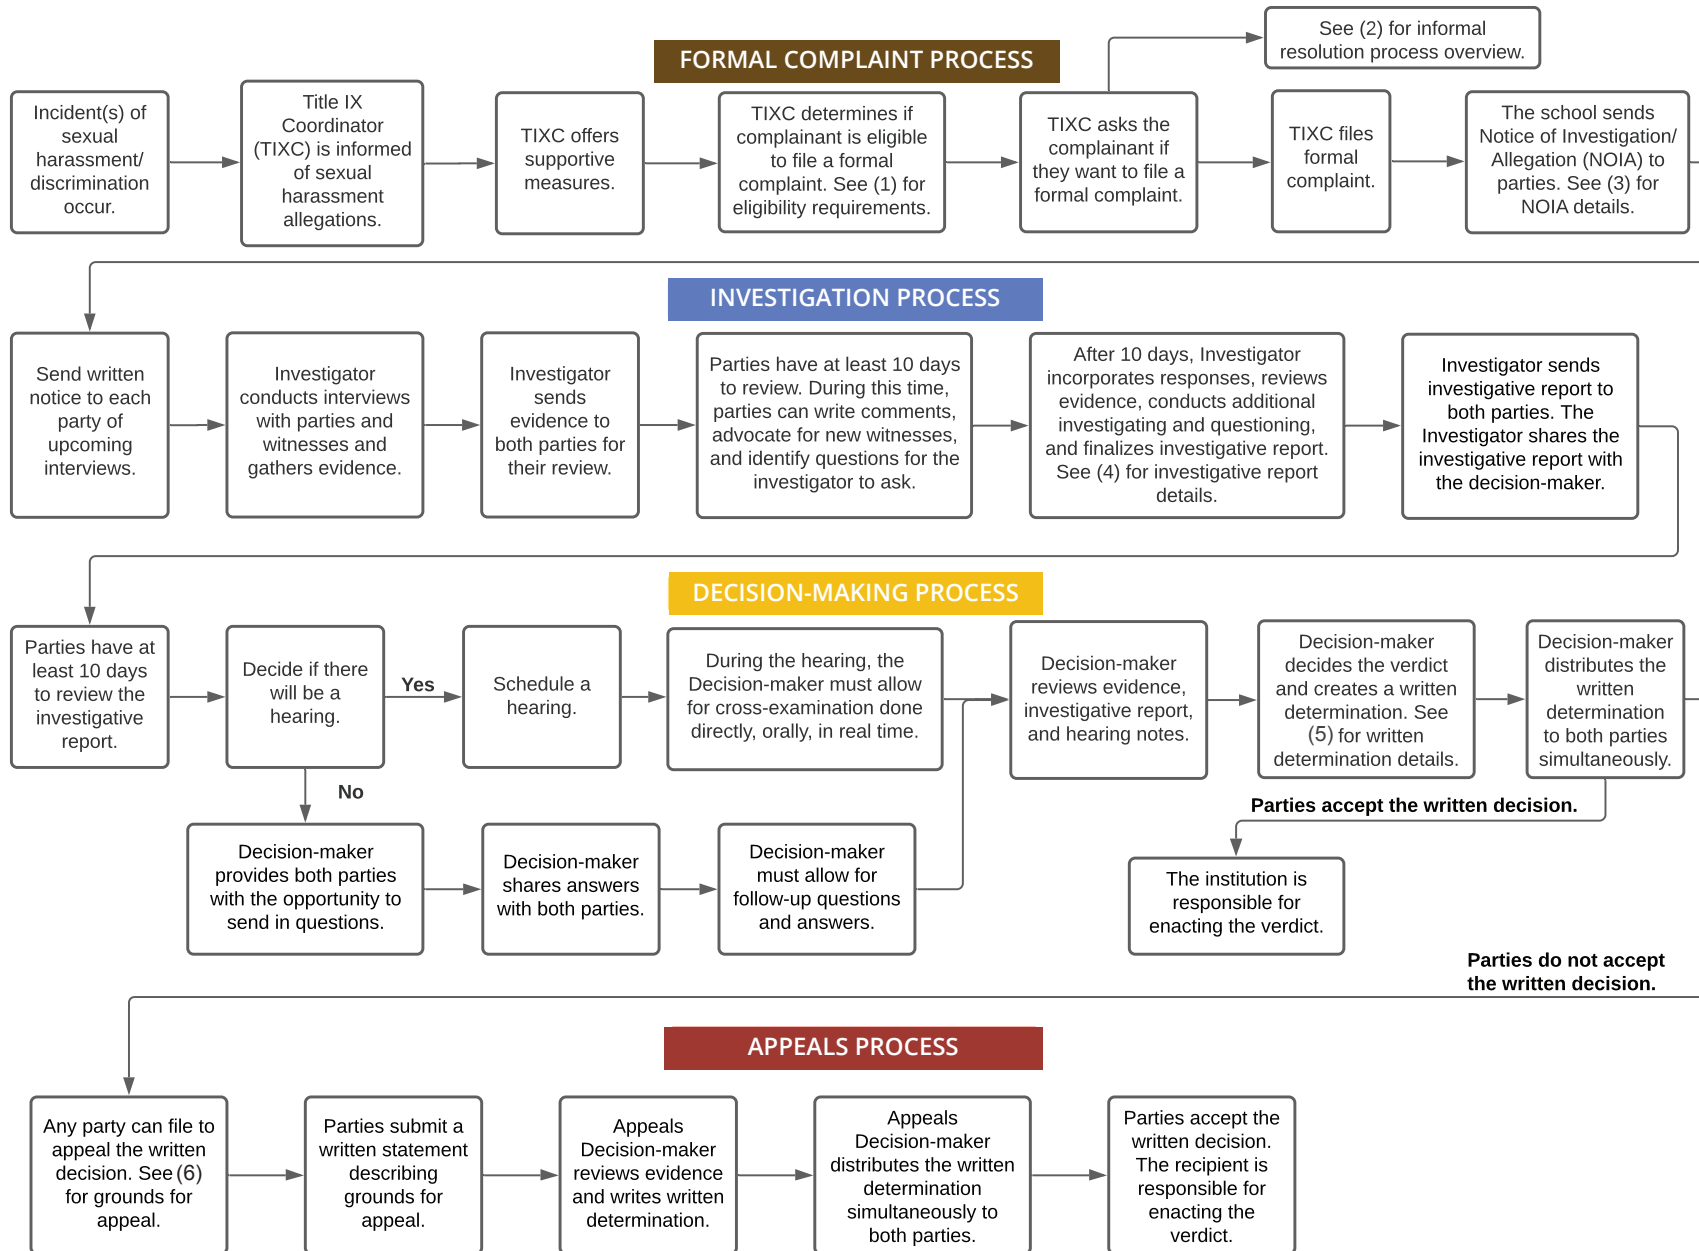 See (2) for informal
resolution process overview.
FORMAL COMPLAINT PROCESS
Incident(s) of
sexual
harassment/
discrimination
occur.
Title IX
Coordinator
(TIXC) is informed
of sexual
harassment
allegations.
TIXC offers
supportive
measures.
TIXC determines if
complainant is eligible
to file a formal
complaint. See (1) for
eligibility requirements.
TIXC asks the
complainant if
they want to file a
formal complaint.
TIXC files
formal
complaint.
The school sends
Notice of Investigation/
Allegation (NOIA) to
parties. See (3) for
NOIA details.
INVESTIGATION PROCESS
Send written
notice to each
party of
upcoming
interviews.
Investigator
conducts interviews
with parties and
witnesses and
gathers evidence.
Investigator
sends
evidence to
both parties for
their review.
Parties have at least 10 days
to review. During this time,
parties can write comments,
advocate for new witnesses,
and identify questions for the
investigator to ask.
After 10 days, Investigator
incorporates responses, reviews
evidence, conducts additional
investigating and questioning,
and finalizes investigative report.
See (4) for investigative report
details.
Investigator sends
investigative report to
both parties. The
Investigator shares the
investigative report with
the decision-maker.
DECISION-MAKING PROCESS
Parties have at
least 10 days
to review the
investigative
report.
Decide if there
will be a
hearing.
Yes
Schedule a
hearing.
During the hearing, the
Decision-maker must allow
for cross-examination done
directly, orally, in real time.
Decision-maker
reviews evidence,
investigative report,
and hearing notes.
Decision-maker
decides the verdict
and creates a written
determination. See
(5) for written
determination details.
Decision-maker
distributes the
written
determination
to both parties
simultaneously.
No
Decision-maker
provides both parties
with the opportunity to
send in questions.
Decision-maker
shares answers
with both parties.
Decision-maker
must allow for
follow-up questions
and answers.
Parties accept the written decision.
The institution is
responsible for
enacting the verdict.
Parties do not accept
the written decision.
APPEALS PROCESS
Any party can file to
appeal the written
decision. See (6)
for grounds for
appeal.
Parties submit a
written statement
describing
grounds for
appeal.
Appeals
Decision-maker
reviews evidence
and writes written
determination.
Appeals
Decision-maker
distributes the written
determination
simultaneously to
both parties.
Parties accept the
written decision.
The recipient is
responsible for
enacting the
verdict.